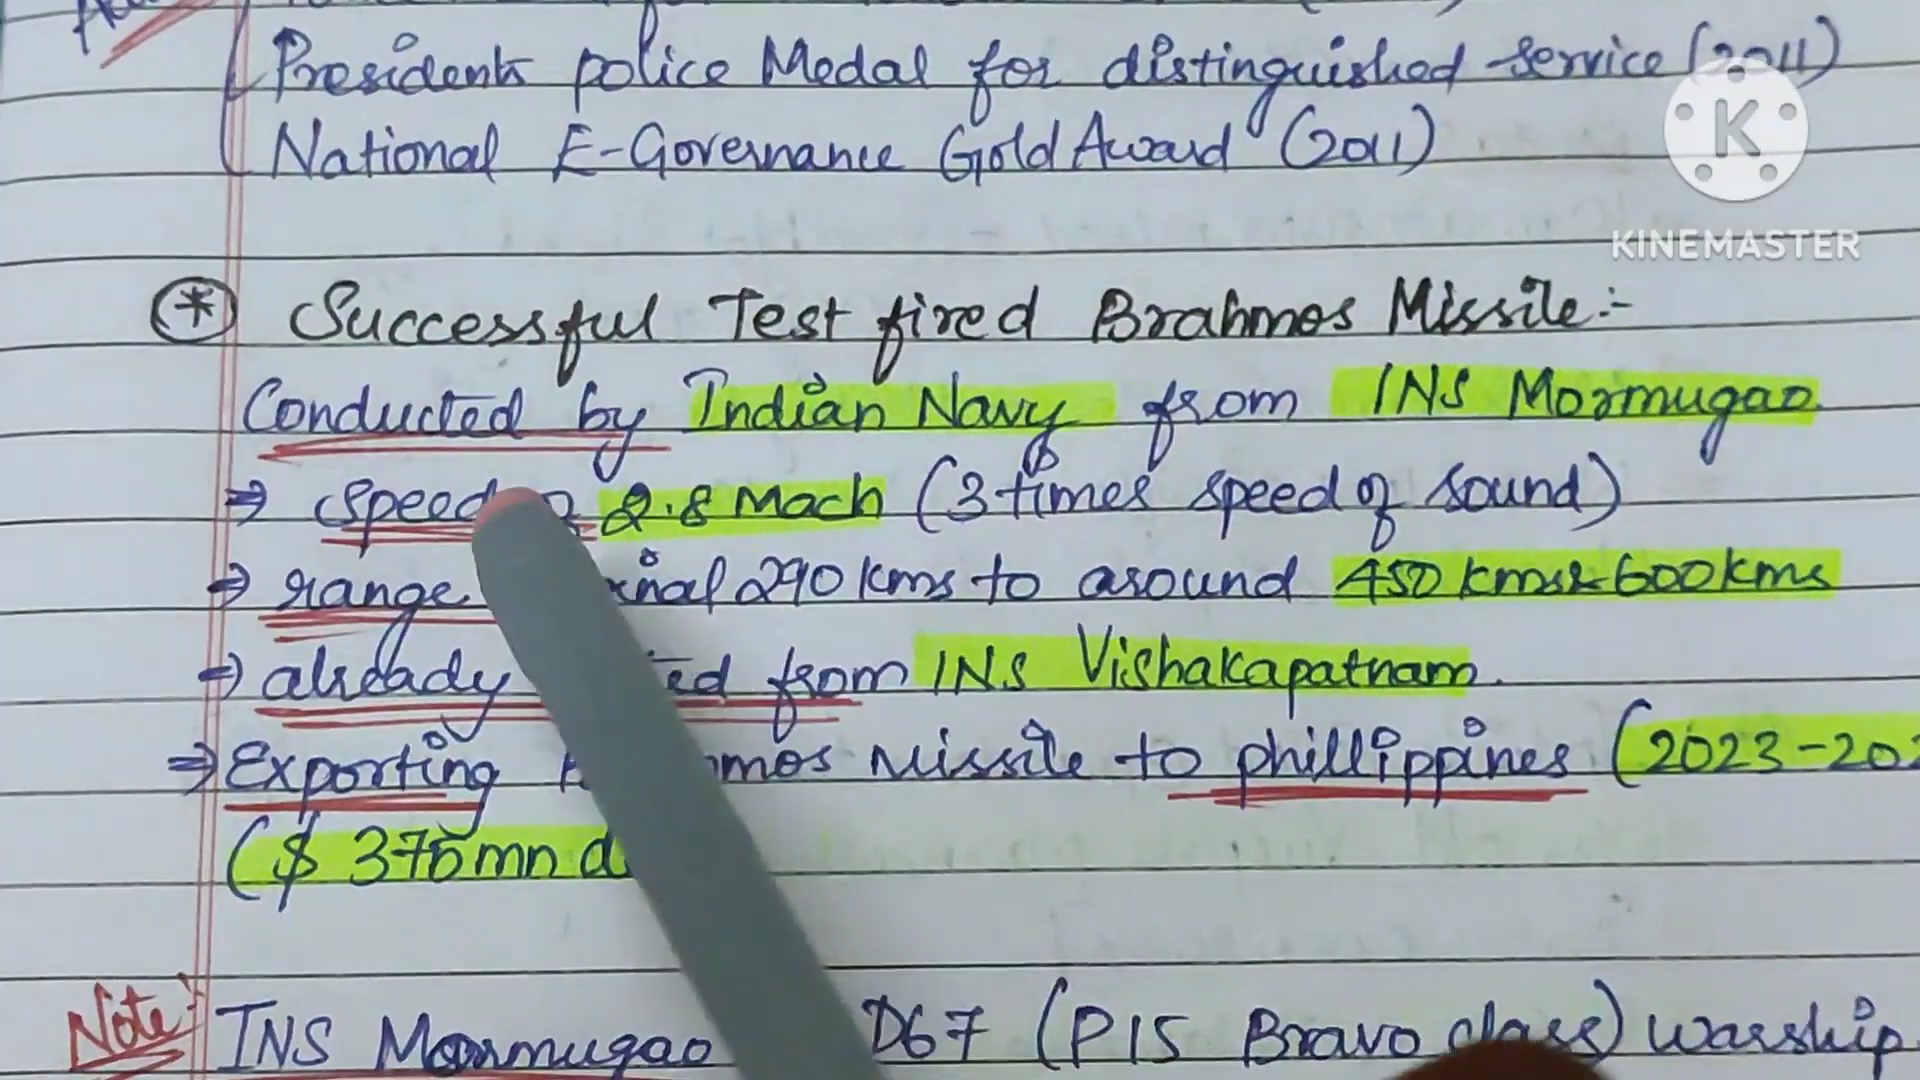 Presidents police Medal for distinguished service (2011)
National E-Governance Gold Award (2011)
KINEMASTER
* Successful Test fired Brahmos Missile:-
Conducted by Indian Navy from INS Mormugao
⇒ speed 2.8 Mach (3 times speed of sound)
⇒ range 290 kms to around 450 kms & 600 kms
⇒ already from INS Vishakapatnam.
⇒ Exporting Missile to phillippines (2023-202
($ 375 mn d
Note:- INS Mormugao D67 (P15 Bravo class) warship